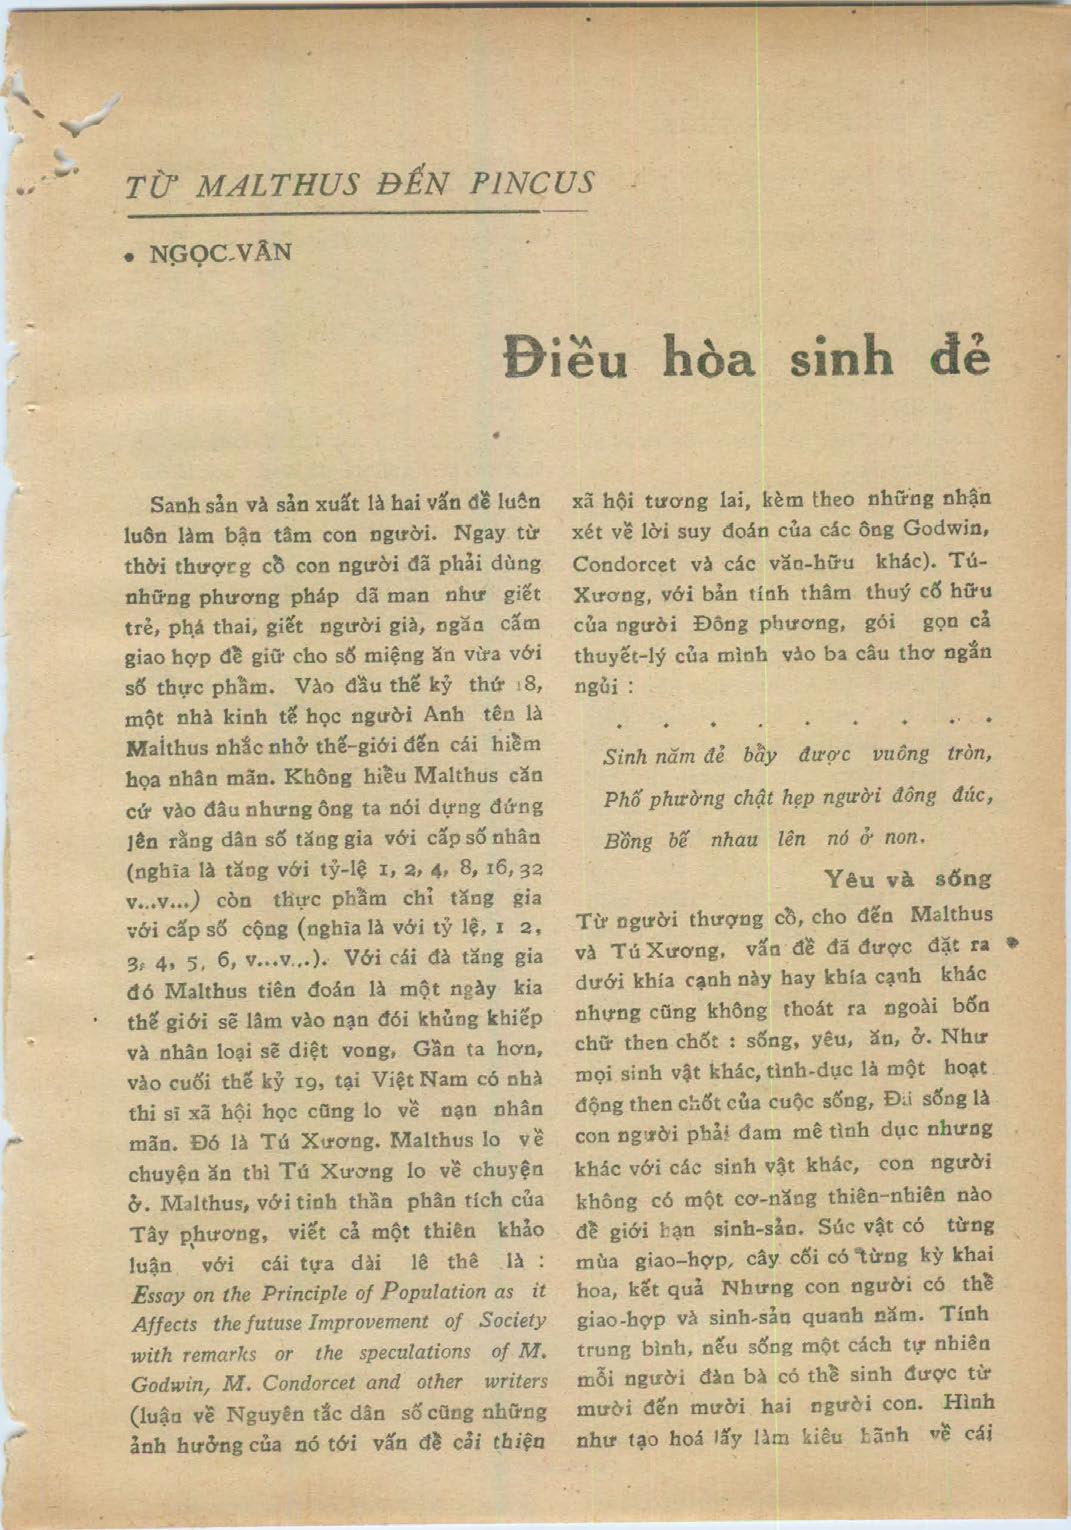 TỪ MALTHUS ĐẾN PINCUS
• NGỌC-VÂN
Điều hòa sinh đẻ
Sanh sản và sản xuất là hai vấn đề luôn
luôn làm bận tâm con người. Ngay từ
thời thượng cổ con người đã phải dùng
những phương pháp dã man như giết
trẻ, phá thai, giết người già, ngăn cấm
giao hợp để giữ cho số miệng ăn vừa với
số thực phẩm. Vào đầu thế kỷ thứ 18,
một nhà kinh tế học người Anh tên là
Malthus nhắc nhở thế-giới đến cái hiểm
họa nhân mãn. Không hiểu Malthus căn
cứ vào đâu nhưng ông ta nói dựng đứng
lên rằng dân số tăng gia với cấp số nhân
(nghĩa là tăng với tỷ-lệ 1, 2, 4, 8, 16, 32
v...v...) còn thực phẩm chỉ tăng gia
với cấp số cộng (nghĩa là với tỷ lệ, 1 2,
3, 4, 5, 6, v...v...). Với cái đà tăng gia
đó Malthus tiên đoán là một ngày kia
thế giới sẽ lâm vào nạn đói khủng khiếp
và nhân loại sẽ diệt vong, Gần ta hơn,
vào cuối thế kỷ 19, tại Việt Nam có nhà
thi sĩ xã hội học cũng lo về nạn nhân
mãn. Đó là Tú Xương. Malthus lo về
chuyện ăn thì Tú Xương lo về chuyện
ở. Malthus, với tinh thần phân tích của
Tây phương, viết cả một thiên khảo
luận với cái tựa dài lê thê là :
Essay on the Principle of Population as it
Affects the futuse Improvement of Society
with remarks or the speculations of M.
Godwin, M. Condorcet and other writers
(luận về Nguyên tắc dân số cũng những
ảnh hưởng của nó tới vấn đề cải thiện
xã hội tương lai, kèm theo những nhận
xét về lời suy đoán của các ông Godwin,
Condorcet và các văn-hữu khác). Tú-
Xương, với bản tính thâm thuý cố hữu
của người Đông phương, gói gọn cả
thuyết-lý của mình vào ba câu thơ ngắn
ngủi :
. . . . . . . . .
Sinh năm đẻ bầy được vuông tròn,
Phố phường chật hẹp người đông đúc,
Bồng bế nhau lên nó ở non.
Yêu và sống
Từ người thượng cổ, cho đến Malthus
và Tú Xương, vấn đề đã được đặt ra
dưới khía cạnh này hay khía cạnh khác
nhưng cũng không thoát ra ngoài bốn
chữ then chốt : sống, yêu, ăn, ở. Như
mọi sinh vật khác, tình-dục là một hoạt
động then chốt của cuộc sống, Đã sống là
con người phải đam mê tình dục nhưng
khác với các sinh vật khác, con người
không có một cơ-năng thiên-nhiên nào
để giới hạn sinh-sản. Súc vật có từng
mùa giao-hợp, cây cối có từng kỳ khai
hoa, kết quả Nhưng con người có thể
giao-hợp và sinh-sản quanh năm. Tính
trung bình, nếu sống một cách tự nhiên
mỗi người đàn bà có thể sinh được từ
mười đến mười hai người con. Hình
như tạo hoá lấy làm kiêu hãnh về cái